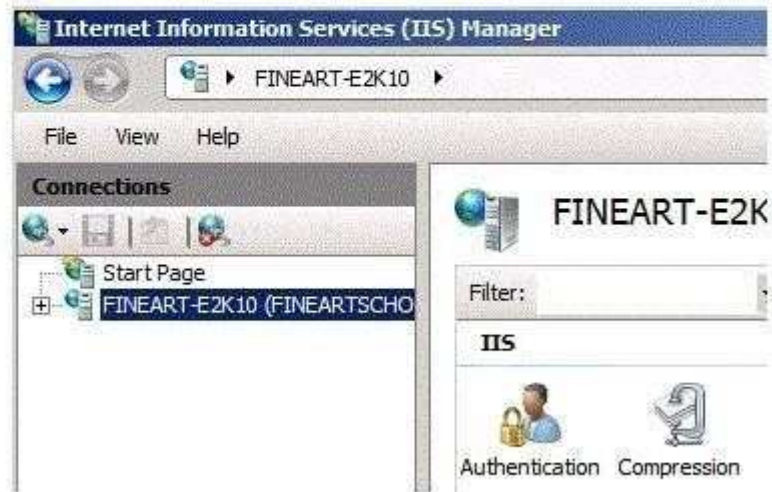 Internet Information Services (IIS) Manager
FINEART-E2K10
File View Help
Connections
Start Page
FINEART-E2K10 (FINEARTSCHO
FINEART-E2K
Filter:
IIS
Authentication Compression